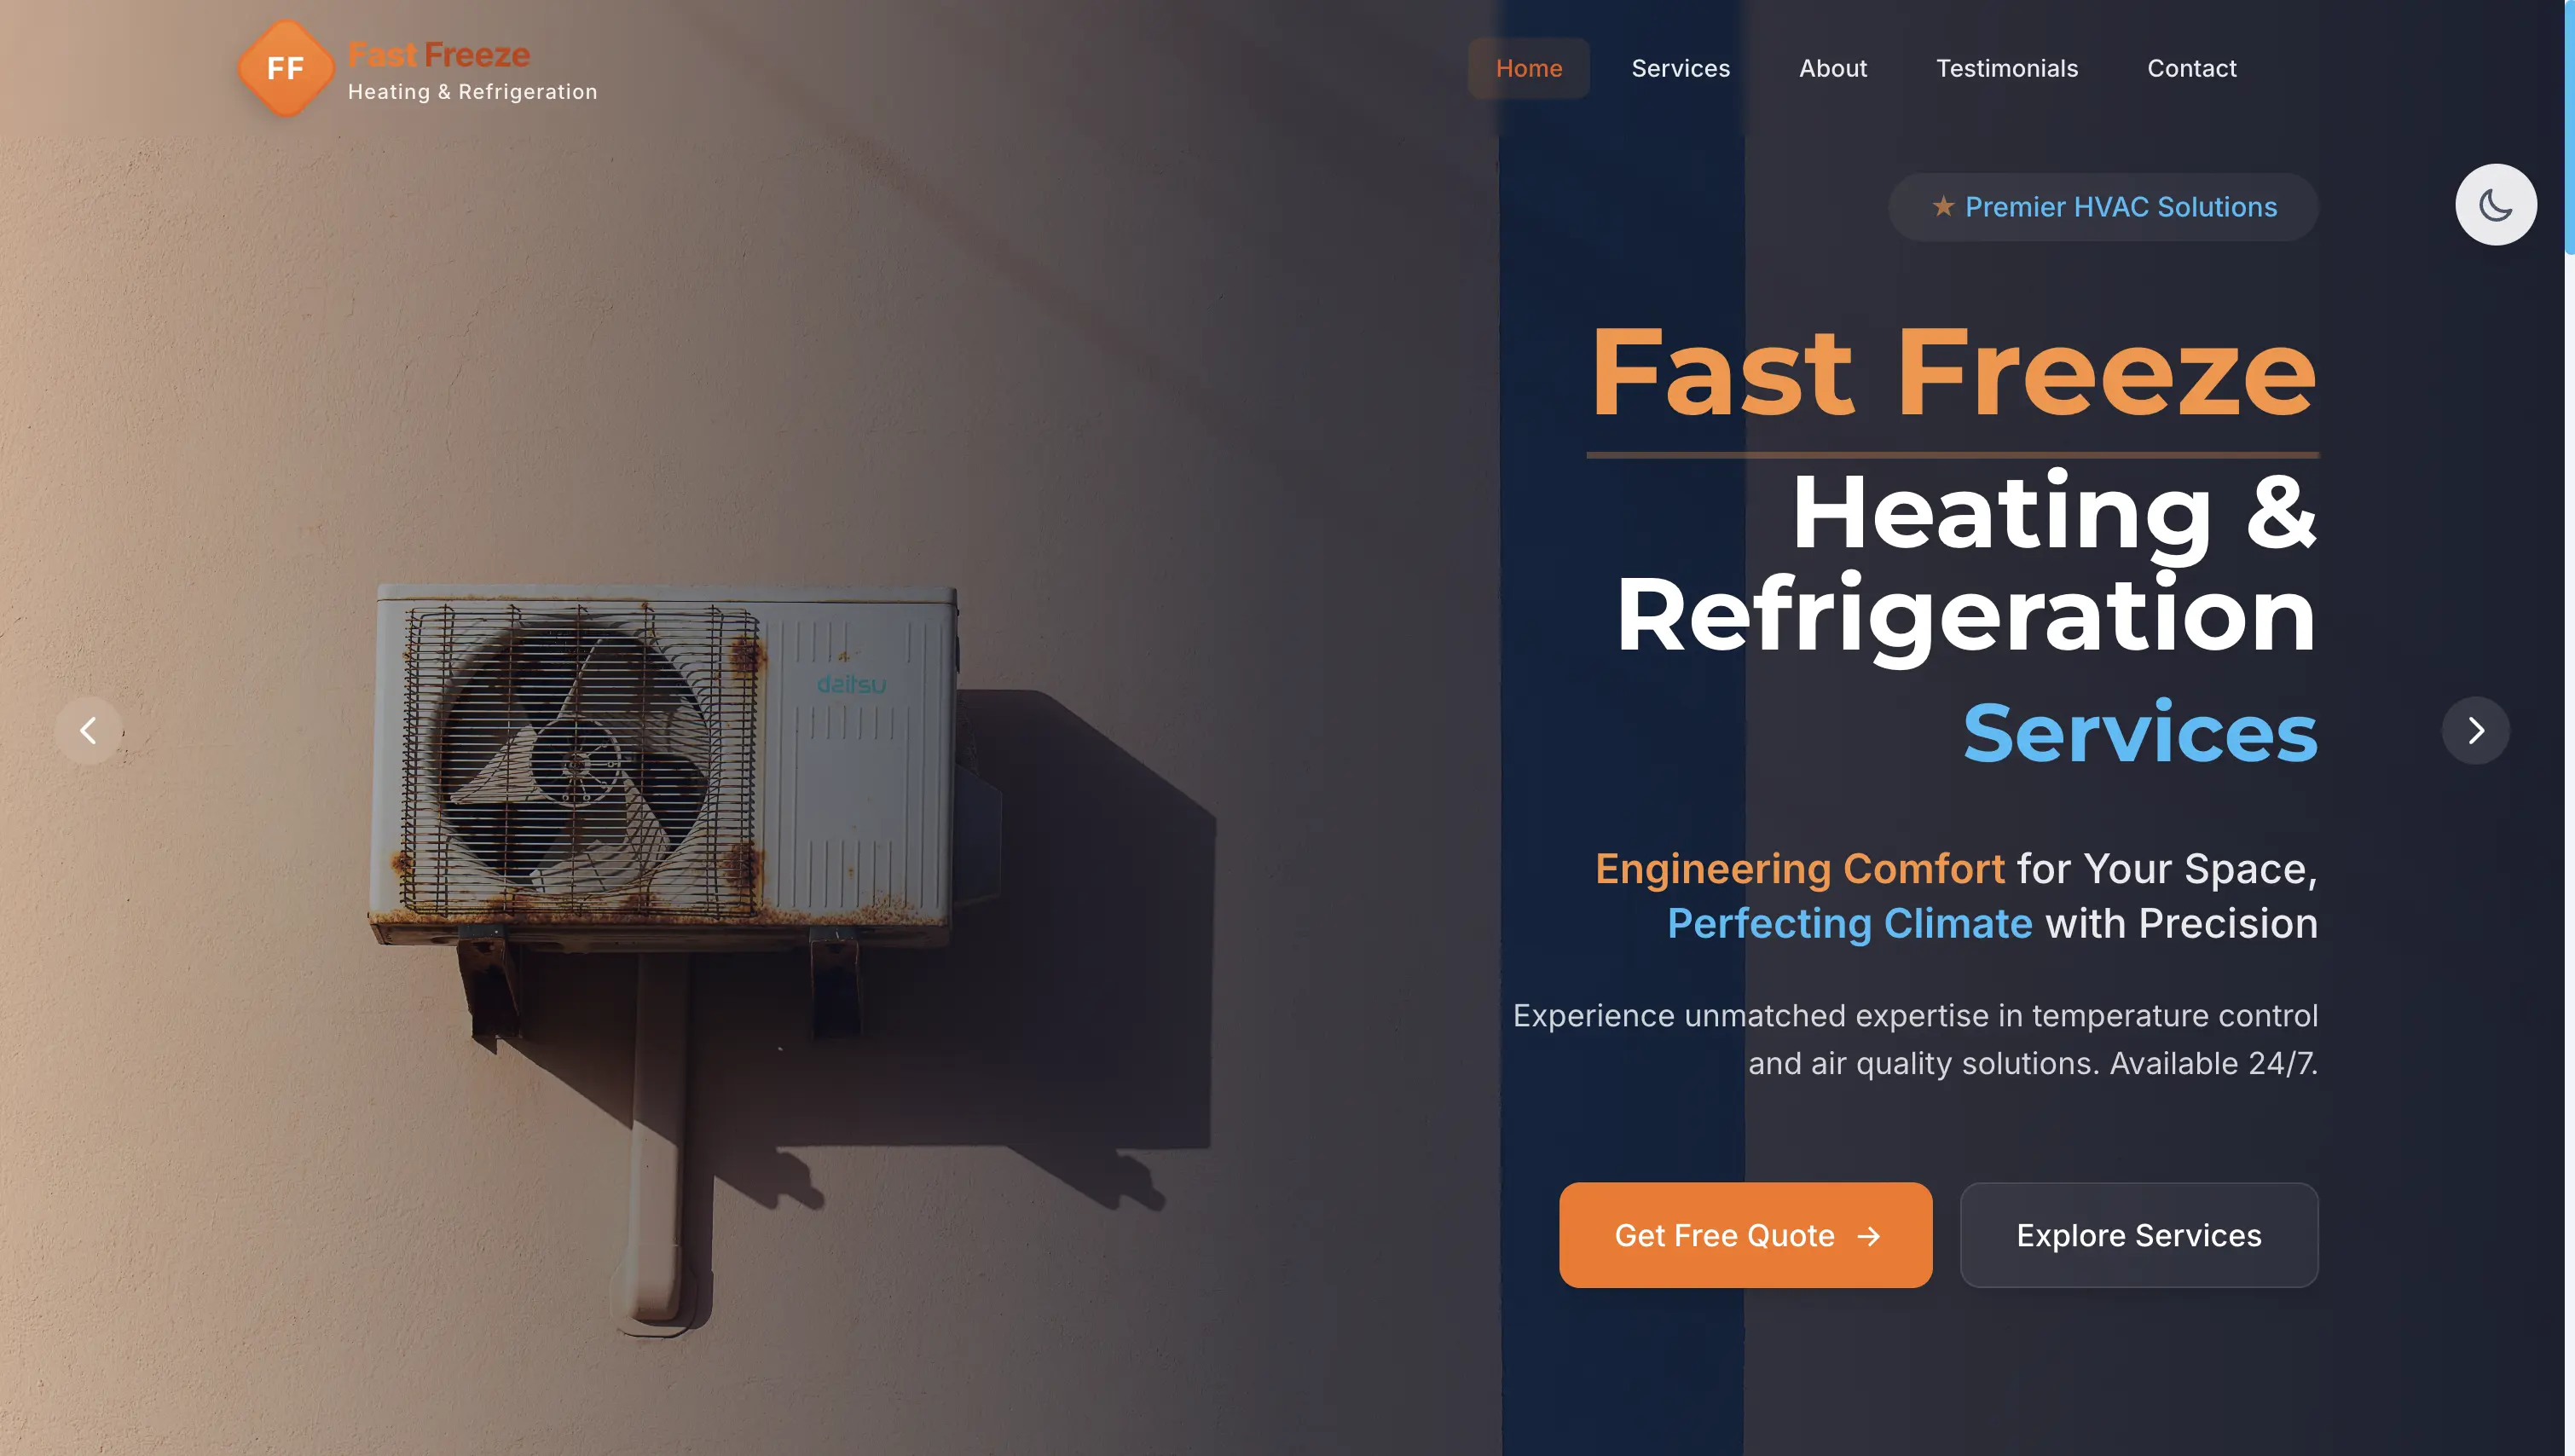 FF
Fast Freeze
Heating & Refrigeration
Home
Services
About
Testimonials
Contact
★ Premier HVAC Solutions
Fast Freeze
Heating &
Refrigeration
Services
daitsu
Engineering Comfort for Your Space,
Perfecting Climate with Precision
Experience unmatched expertise in temperature control
and air quality solutions. Available 24/7.
Get Free Quote →
Explore Services